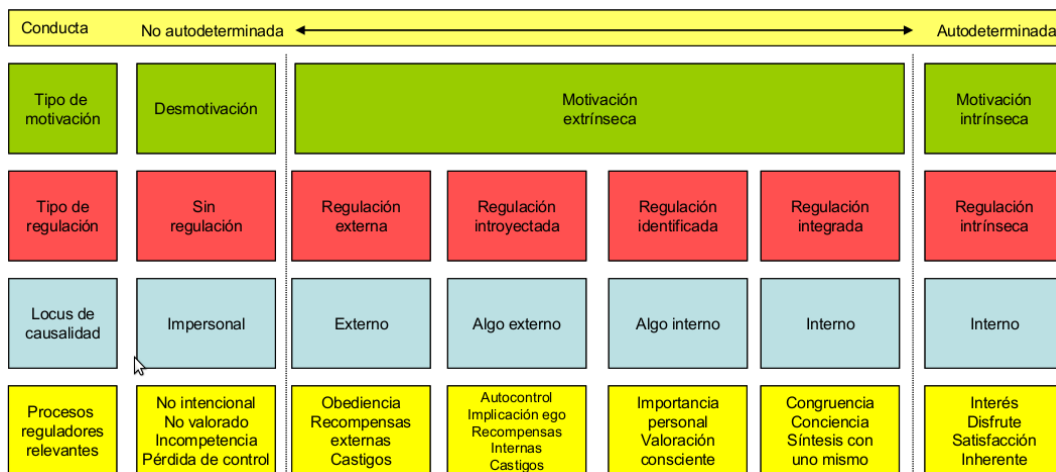 Conducta
No autodeterminada
Autodeterminada
Tipo de
motivación
Desmotivación
Motivación
extrínseca
Motivación
intrínseca
Tipo de
regulación
Sin
regulación
Regulación
externa
Regulación
introyectada
Regulación
identificada
Regulación
integrada
Regulación
intrínseca
Locus de
causalidad
Impersonal
Externo
Algo externo
Algo interno
Interno
Interno
Procesos
reguladores
relevantes
No intencional
No valorado
Incompetencia
Pérdida de control
Obediencia
Recompensas
externas
Castigos
Autocontrol
Implicación ego
Recompensas
Internas
Castigos
Importancia
personal
Valoración
consciente
Congruencia
Conciencia
Síntesis con
uno mismo
Interés
Disfrute
Satisfacción
Inherente